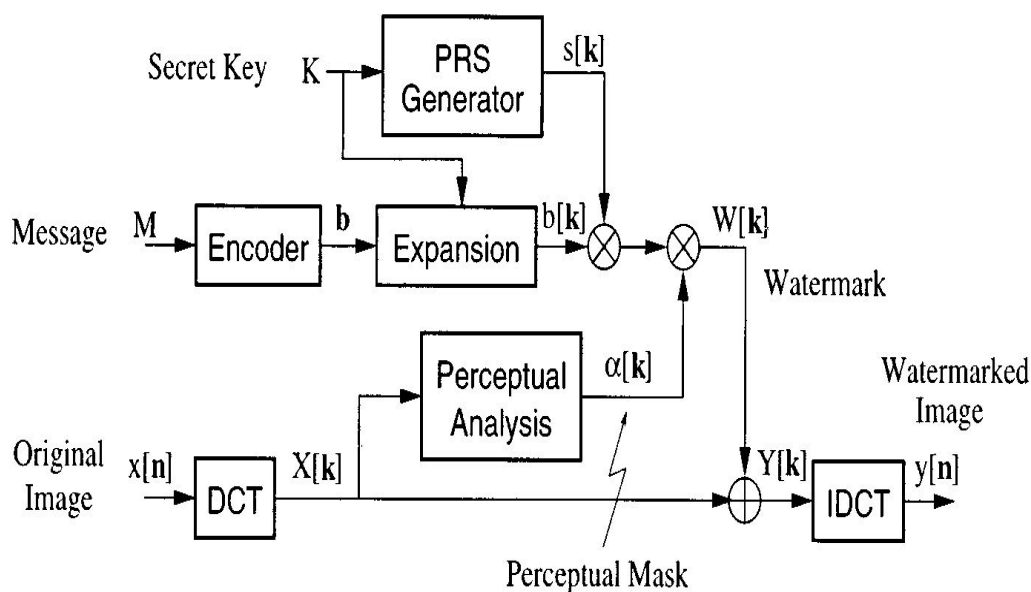 Secret Key
K
PRS
Generator
s[k]
Message
M
Encoder
b
Expansion
b[k]
W[k]
Watermark
Perceptual
Analysis
α[k]
Watermarked
Image
Original
Image
x[n]
DCT
X[k]
Y[k]
IDCT
y[n]
Perceptual Mask